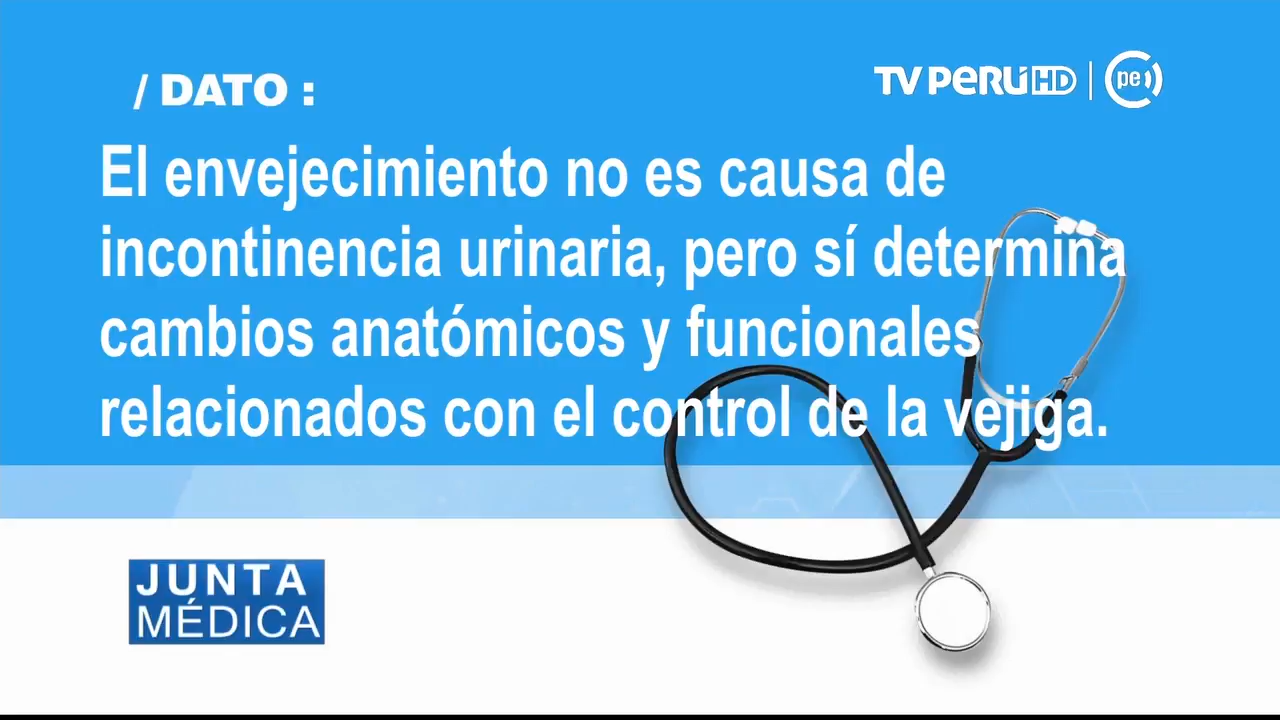 / DATO :
TV PERÚ HD | pe
El envejecimiento no es causa de
incontinencia urinaria, pero sí determina
cambios anatómicos y funcionales
relacionados con el control de la vejiga.
JUNTA
MÉDICA